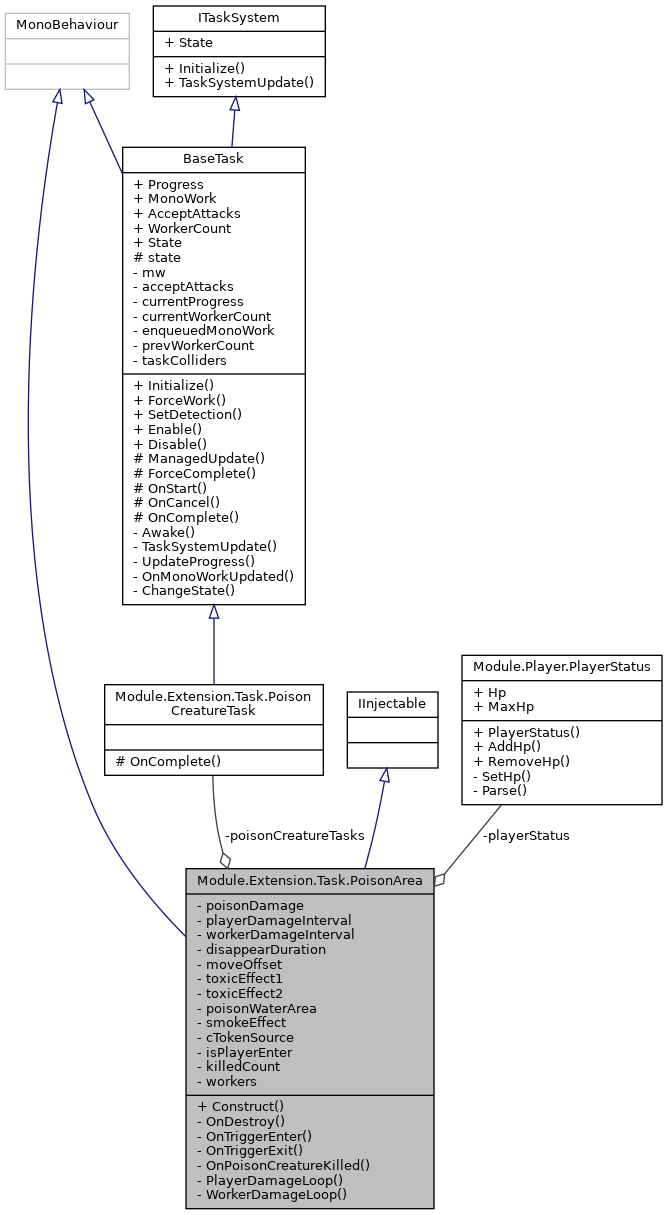 MonoBehaviour
ITaskSystem
+ State
+ Initialize()
+ TaskSystemUpdate()
BaseTask
+ Progress
+ MonoWork
+ AcceptAttacks
+ WorkerCount
+ State
# state
- mw
- acceptAttacks
- currentProgress
- currentWorkerCount
- enqueuedMonoWork
- prevWorkerCount
- taskColliders
+ Initialize()
+ ForceWork()
+ SetDetection()
+ Enable()
+ Disable()
# ManagedUpdate()
# ForceComplete()
# OnStart()
# OnCancel()
# OnComplete()
- Awake()
- TaskSystemUpdate()
- UpdateProgress()
- OnMonoWorkUpdated()
- ChangeState()
Module.Extension.Task.Poison
CreatureTask
# OnComplete()
IInjectable
Module.Player.PlayerStatus
+ Hp
+ MaxHp
+ PlayerStatus()
+ AddHp()
+ RemoveHp()
- SetHp()
- Parse()
-poisonCreatureTasks
-playerStatus
Module.Extension.Task.PoisonArea
- poisonDamage
- playerDamageInterval
- workerDamageInterval
- disappearDuration
- moveOffset
- toxicEffect1
- toxicEffect2
- poisonWaterArea
- smokeEffect
- cTokenSource
- isPlayerEnter
- killedCount
- workers
+ Construct()
- OnDestroy()
- OnTriggerEnter()
- OnTriggerExit()
- OnPoisonCreatureKilled()
- PlayerDamageLoop()
- WorkerDamageLoop()